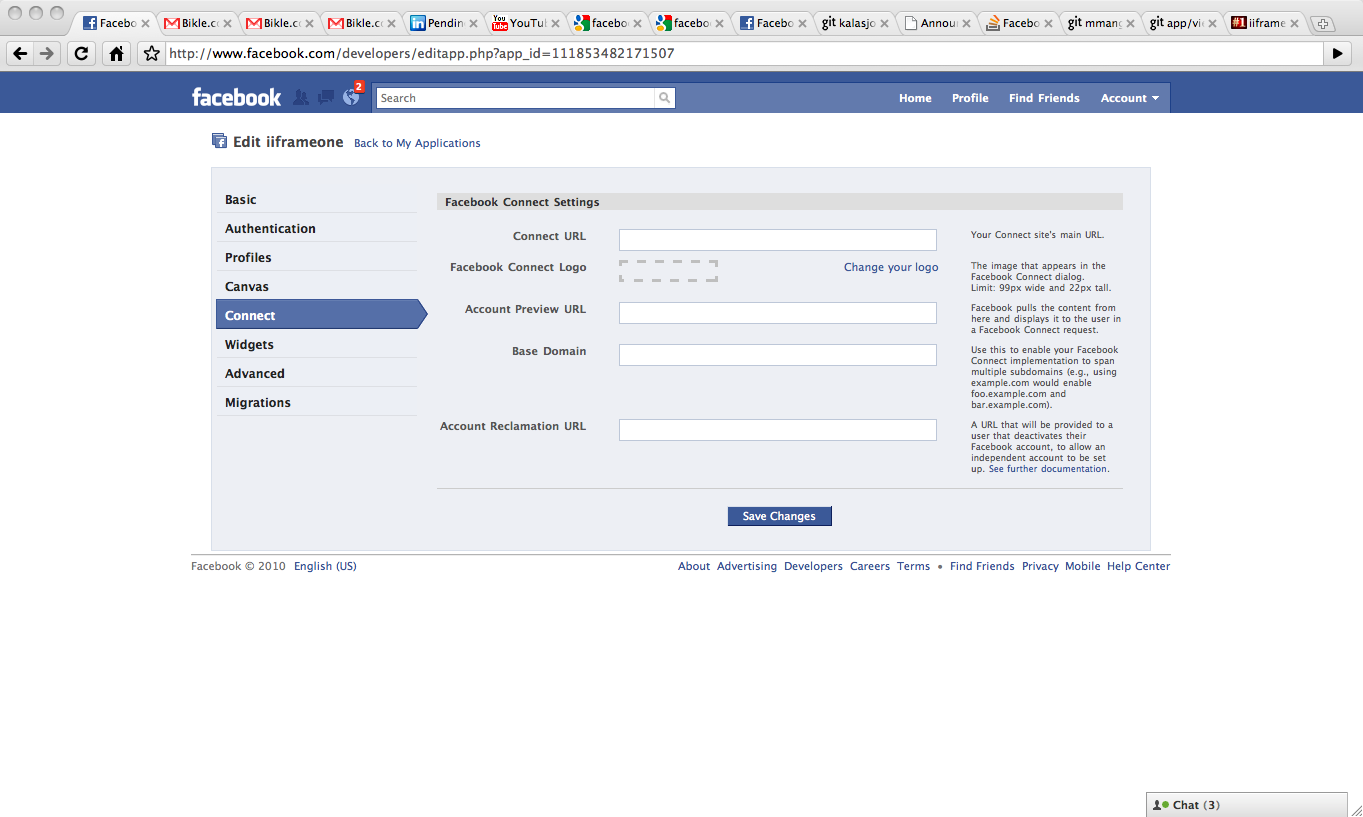 Facebo
Bikle.co
Bikle.co
Bikle.co
Pendin
You Tube YouTul
facebo
facebo
Facebo
git kalasjo
Annou
Facebo
git mmang
git app/vie
#1 iiframe
http://www.facebook.com/developers/editapp.php?app_id=111853482171507
facebook 2 Search Home Profile Find Friends Account
Edit iiframeone Back to My Applications
Basic
Authentication
Profiles
Canvas
Connect
Widgets
Advanced
Migrations
Facebook Connect Settings
Connect URL
Your Connect site's main URL.
Facebook Connect Logo
Change your logo
The image that appears in the
Facebook Connect dialog.
Limit: 99px wide and 22px tall.
Account Preview URL
Facebook pulls the content from
here and displays it to the user in
a Facebook Connect request.
Base Domain
Use this to enable your Facebook
Connect implementation to span
multiple subdomains (e.g., using
example.com would enable
foo.example.com and
bar.example.com).
Account Reclamation URL
A URL that will be provided to a
user that deactivates their
Facebook account, to allow an
independent account to be set
up. See further documentation.
Save Changes
Facebook © 2010 English (US)
About Advertising Developers Careers Terms • Find Friends Privacy Mobile Help Center
Chat (3)